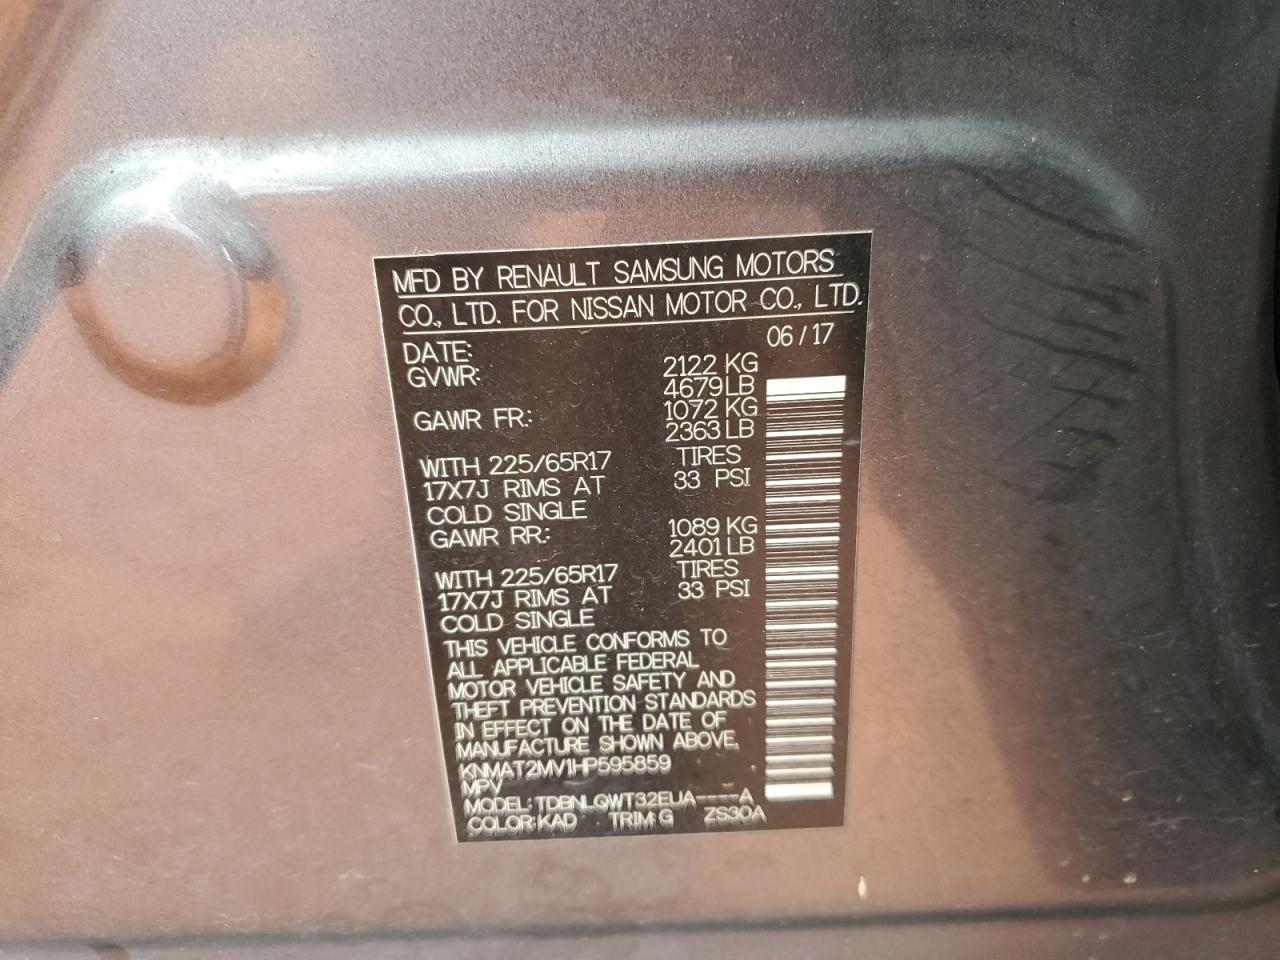 MFD BY RENAULT SAMSUNG MOTORS
CO., LTD. FOR NISSAN MOTOR CO., LTD.
DATE: 06/17
GVWR: 2122 KG
4679 LB
GAWR FR: 1072 KG
2363 LB
WITH 225/65R17 TIRES
17X7J RIMS AT 33 PSI
COLD SINGLE
GAWR RR: 1089 KG
2401 LB
WITH 225/65R17 TIRES
17X7J RIMS AT 33 PSI
COLD SINGLE
THIS VEHICLE CONFORMS TO
ALL APPLICABLE FEDERAL
MOTOR VEHICLE SAFETY AND
THEFT PREVENTION STANDARDS
IN EFFECT ON THE DATE OF
MANUFACTURE SHOWN ABOVE.
KNMAT2MV1HP595859
MPV
MODEL: TDBNLQWT32EUA----A
COLOR:KAD TRIM:G ZS30A